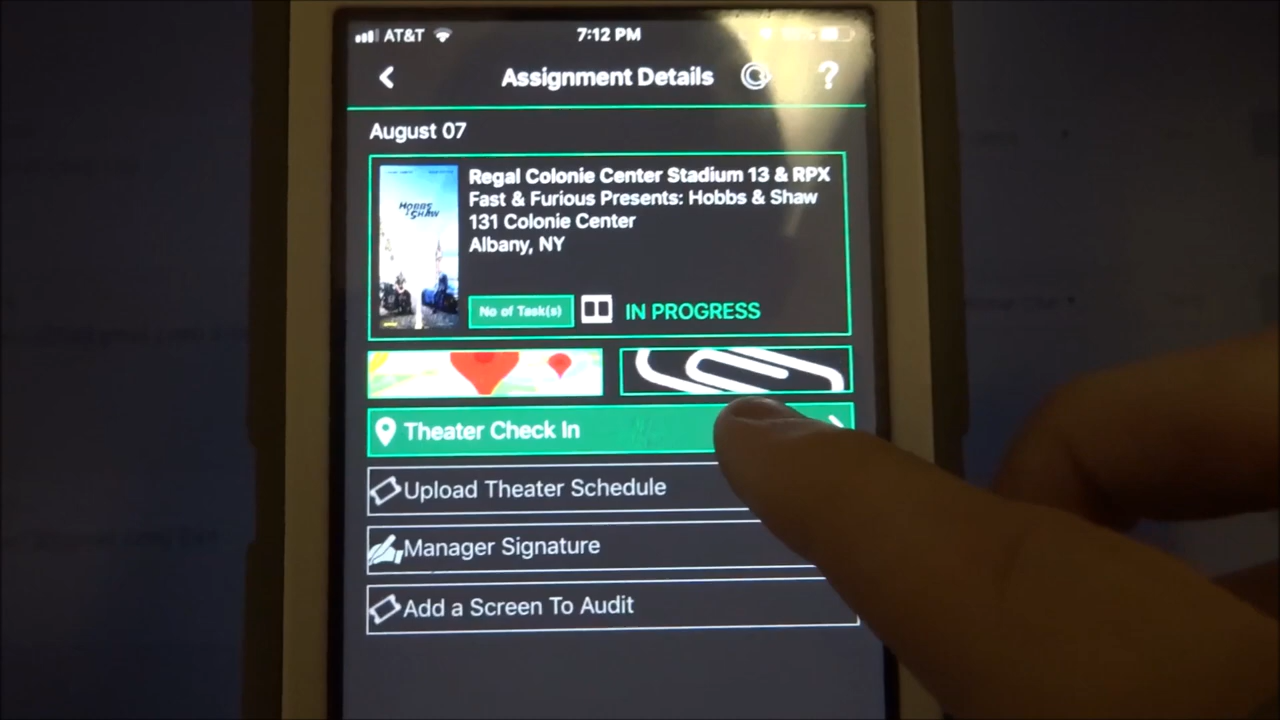 AT&T
7:12 PM
Assignment Details
?
August 07
HOBBS & SHAW
Regal Colonie Center Stadium 13 & RPX
Fast & Furious Presents: Hobbs & Shaw
131 Colonie Center
Albany, NY
No of Task(s)
IN PROGRESS
Theater Check In
Upload Theater Schedule
Manager Signature
Add a Screen To Audit